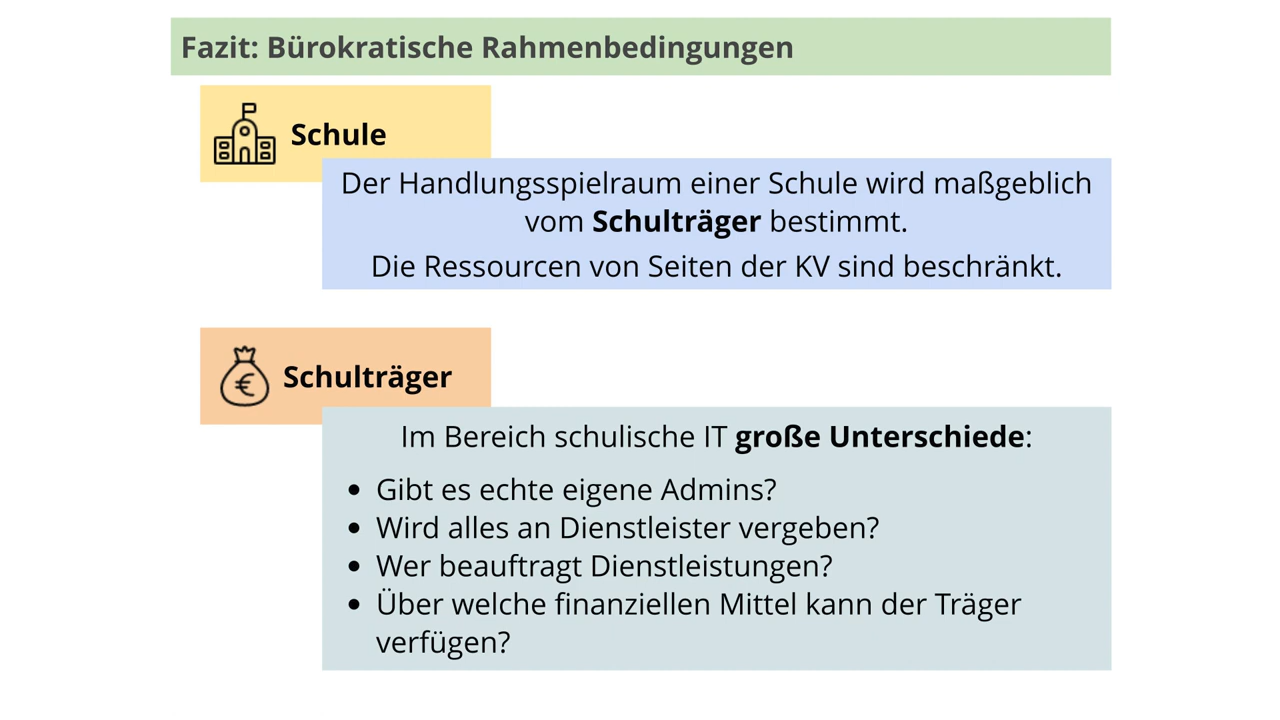 Fazit: Bürokratische Rahmenbedingungen
Schule
Der Handlungsspielraum einer Schule wird maßgeblich
vom Schulträger bestimmt.
Die Ressourcen von Seiten der KV sind beschränkt.
€ Schulträger
Im Bereich schulische IT große Unterschiede:
• Gibt es echte eigene Admins?
• Wird alles an Dienstleister vergeben?
• Wer beauftragt Dienstleistungen?
• Über welche finanziellen Mittel kann der Träger
verfügen?